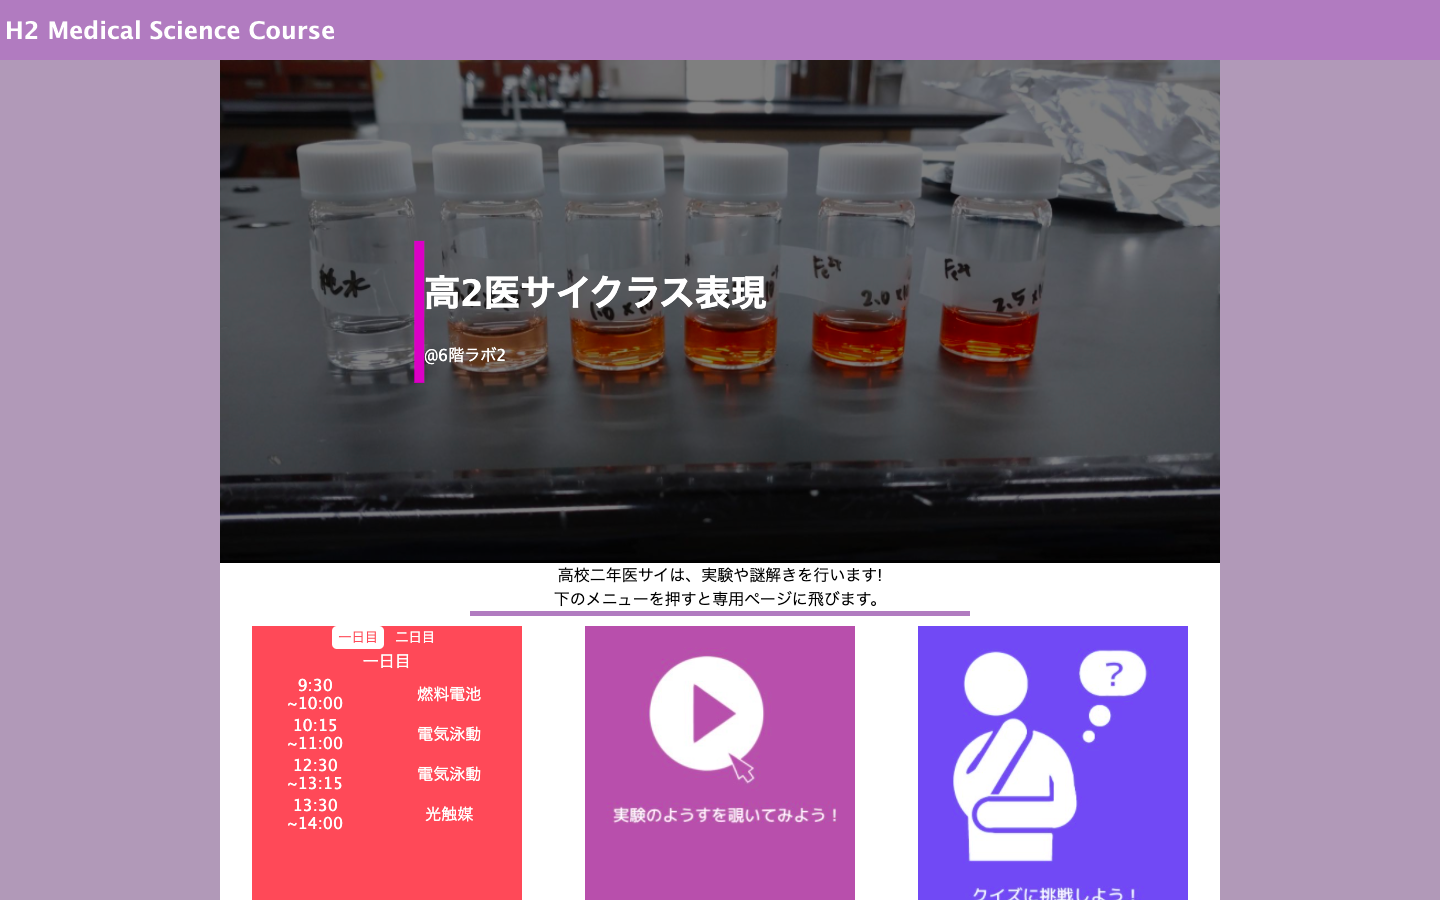 H2 Medical Science Course
純水
Fe3+
Fe3+
2.0 x10
2.5 x10
高2医サイクラス表現
@6階ラボ2
高校二年医サイは、実験や謎解きを行います!
下のメニューを押すと専用ページに飛びます。
一日目 二日目
一日目
9:30
~10:00
燃料電池
10:15
~11:00
電気泳動
12:30
~13:15
電気泳動
13:30
~14:00
光触媒
実験のようすを覗いてみよう！
?
クイズに挑戦しよう！